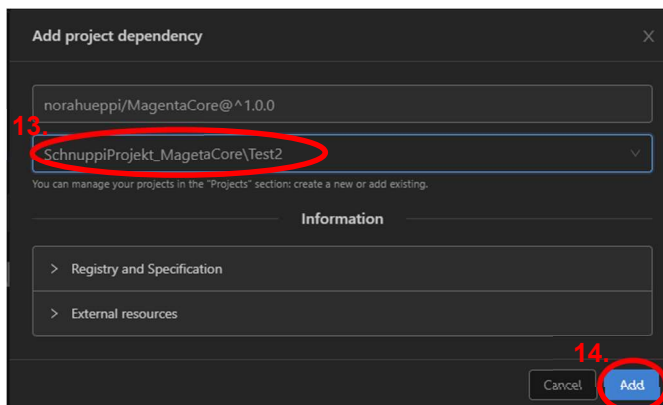 Add project dependency
norahueppi/MagentaCore@^1.0.0
13.
SchnuppiProjekt_MagetaCore\Test2
You can manage your projects in the "Projects" section: create a new or add existing.
Information
> Registry and Specification
> External resources
14.
Cancel Add